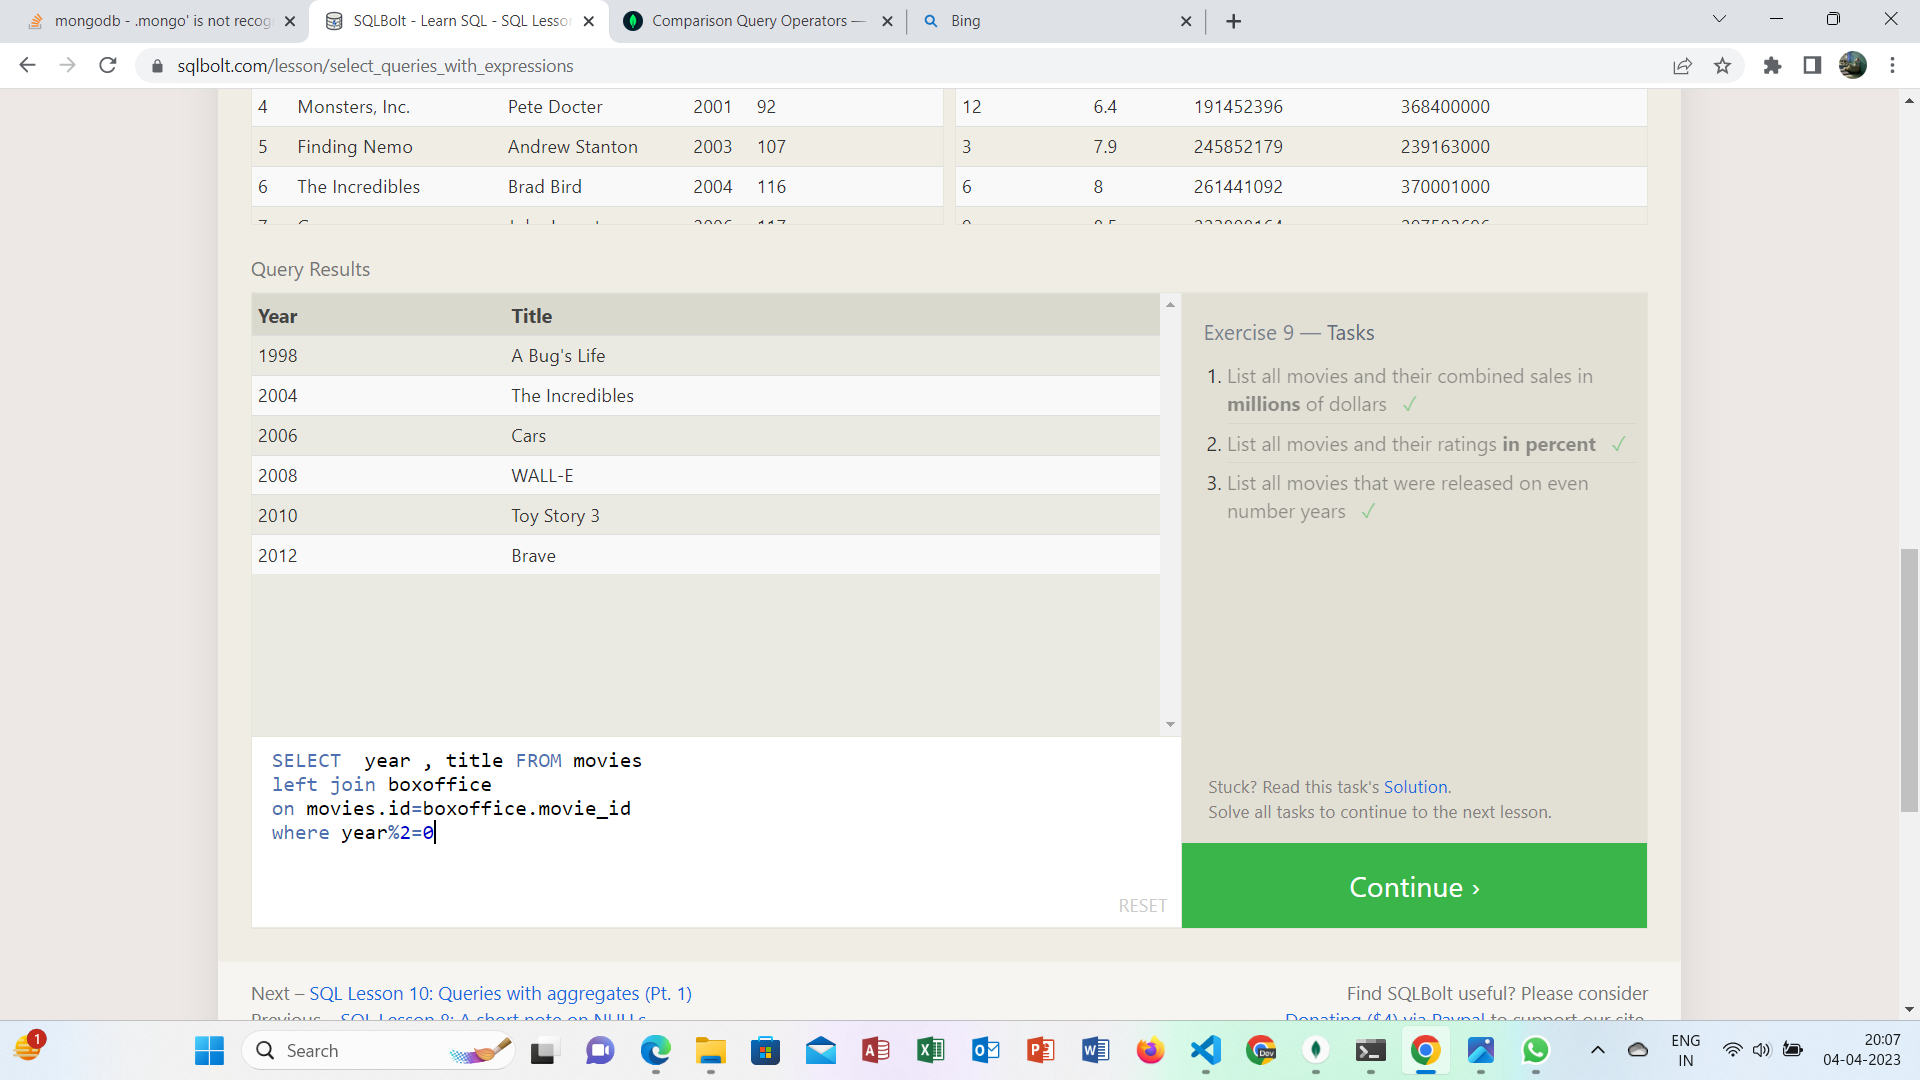 mongodb - .mongo' is not recog
SQLBolt - Learn SQL - SQL Lesso
Comparison Query Operators —
Bing
sqlbolt.com/lesson/select_queries_with_expressions
4 Monsters, Inc. Pete Docter 2001 92 12 6.4 191452396 368400000
5 Finding Nemo Andrew Stanton 2003 107 3 7.9 245852179 239163000
6 The Incredibles Brad Bird 2004 116 6 8 261441092 370001000
Query Results
Year Title
1998 A Bug's Life
2004 The Incredibles
2006 Cars
2008 WALL-E
2010 Toy Story 3
2012 Brave
Exercise 9 — Tasks
1. List all movies and their combined sales in
millions of dollars ✓
2. List all movies and their ratings in percent ✓
3. List all movies that were released on even
number years ✓
SELECT  year , title FROM movies
left join boxoffice
on movies.id=boxoffice.movie_id
where year%2=0
RESET
Stuck? Read this task's Solution.
Solve all tasks to continue to the next lesson.
Continue ›
Next – SQL Lesson 10: Queries with aggregates (Pt. 1)
Previous – SQL Lesson 8: A short note on NULLs
Find SQLBolt useful? Please consider
Donating ($4) via Paypal to support our site.
1
Search
Dev
ENG
IN
20:07
04-04-2023